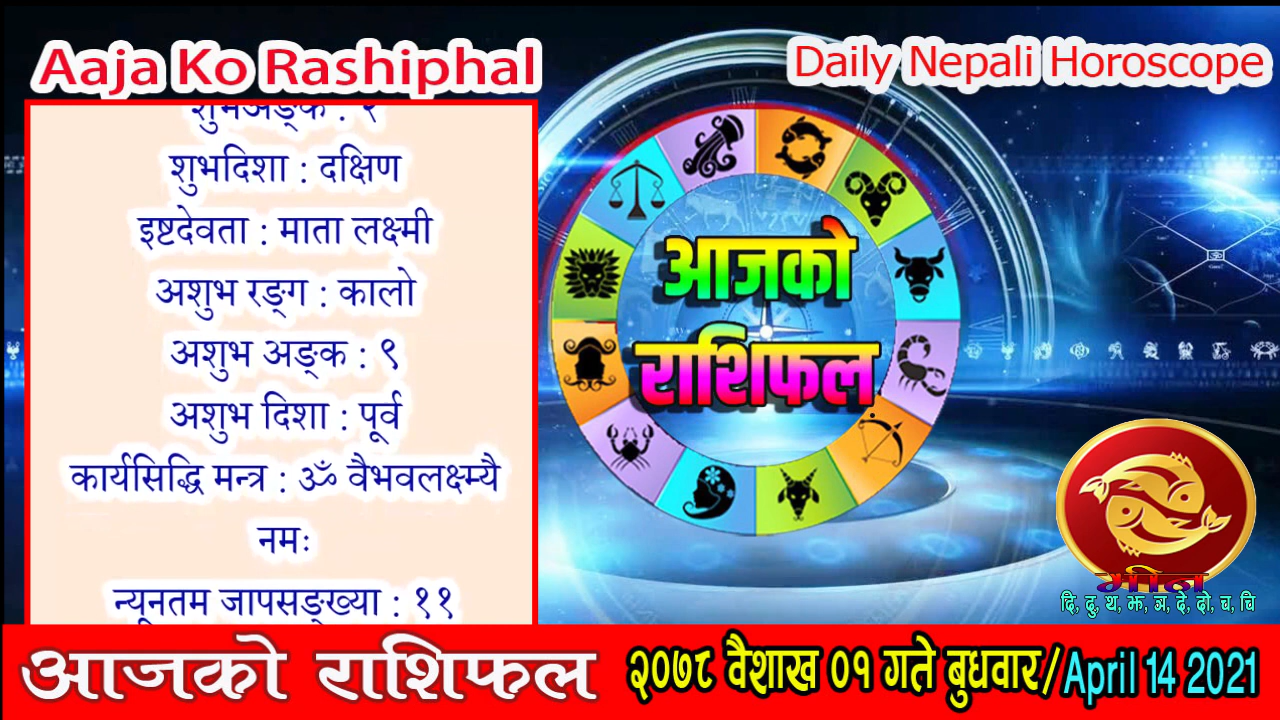 Aaja Ko Rashiphal
Daily Nepali Horoscope
शुभदिशा : दक्षिण
इष्टदेवता : माता लक्ष्मी
अशुभ रङ्ग : कालो
अशुभ अङ्क : ९
अशुभ दिशा : पूर्व
कार्यसिद्धि मन्त्र : ॐ वैभवलक्ष्म्यै
नमः
न्यूनतम जापसङ्ख्या : ११
आजको
राशिफल
मीन
दि, दु, थ, झ, ञ, दे, दो, च, चि
आजको राशिफल
२०७८ वैशाख ०१ गते बुधवार/April 14 2021